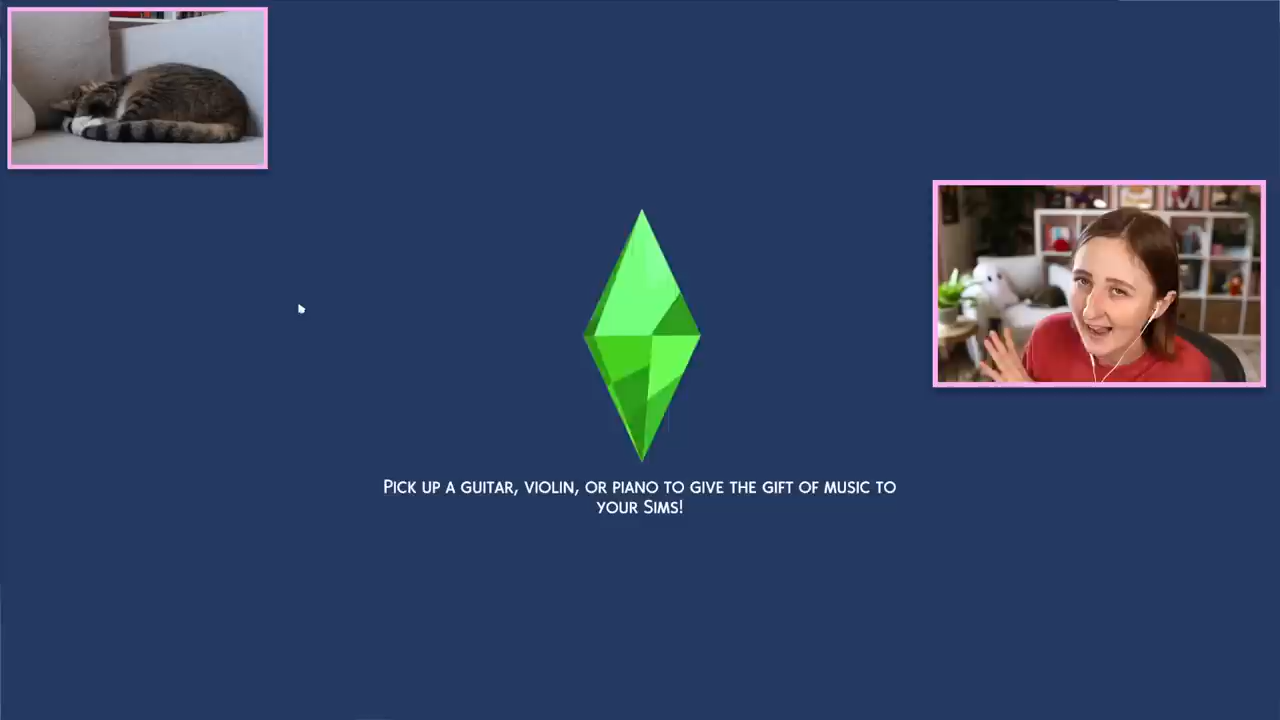 Pick up a guitar, violin, or piano to give the gift of music to
your Sims!